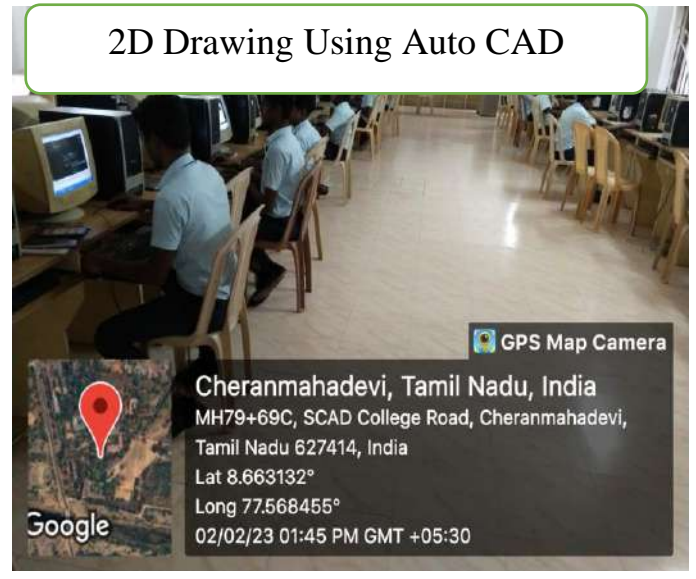 2D Drawing Using Auto CAD
GPS Map Camera
Cheranmahadevi, Tamil Nadu, India
MH79+69C, SCAD College Road, Cheranmahadevi,
Tamil Nadu 627414, India
Lat 8.663132°
Long 77.568455°
02/02/23 01:45 PM GMT +05:30
Google